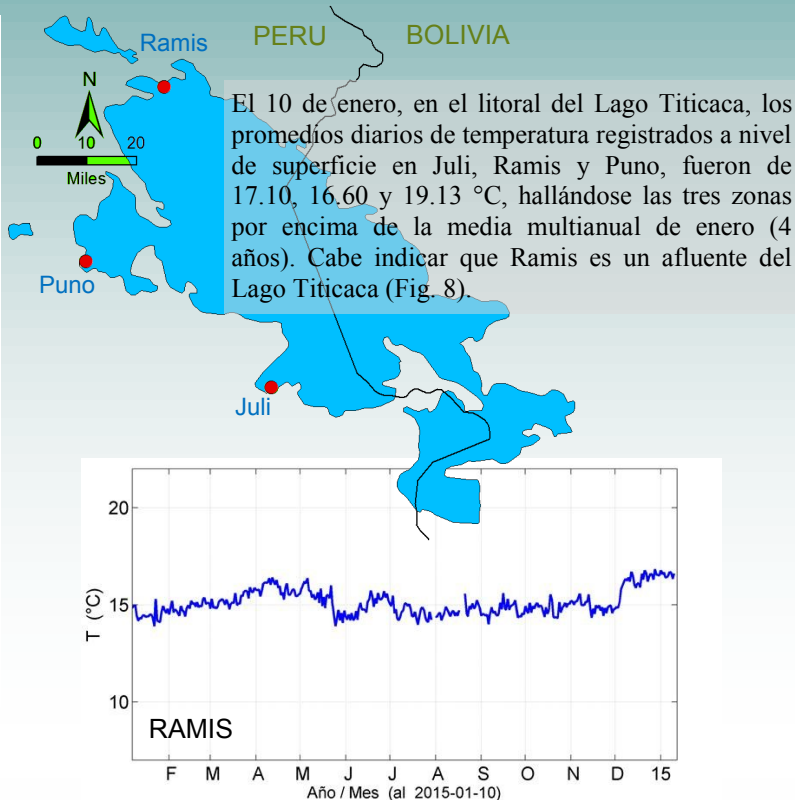 Ramis
PERU
BOLIVIA
N
0 10 20
Miles
El 10 de enero, en el litoral del Lago Titicaca, los
promedios diarios de temperatura registrados a nivel
de superficie en Juli, Ramis y Puno, fueron de
17.10, 16.60 y 19.13 °C, hallándose las tres zonas
por encima de la media multianual de enero (4
años). Cabe indicar que Ramis es un afluente del
Lago Titicaca (Fig. 8).
Puno
Juli
20
15
10
T (°C)
RAMIS
F M A M J J A S O N D 15
Año / Mes (al 2015-01-10)